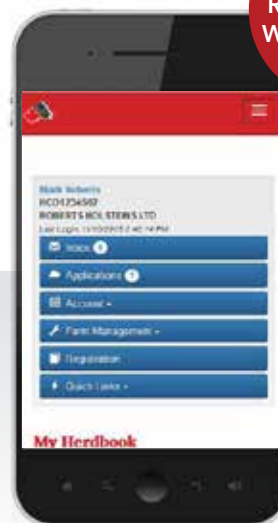 R
W
Mark Roberts
ROBERTS HOLSTEINS LTD
Inbox
Applications
Account
Farm Management
Registration
Quick Links
My Herdbook